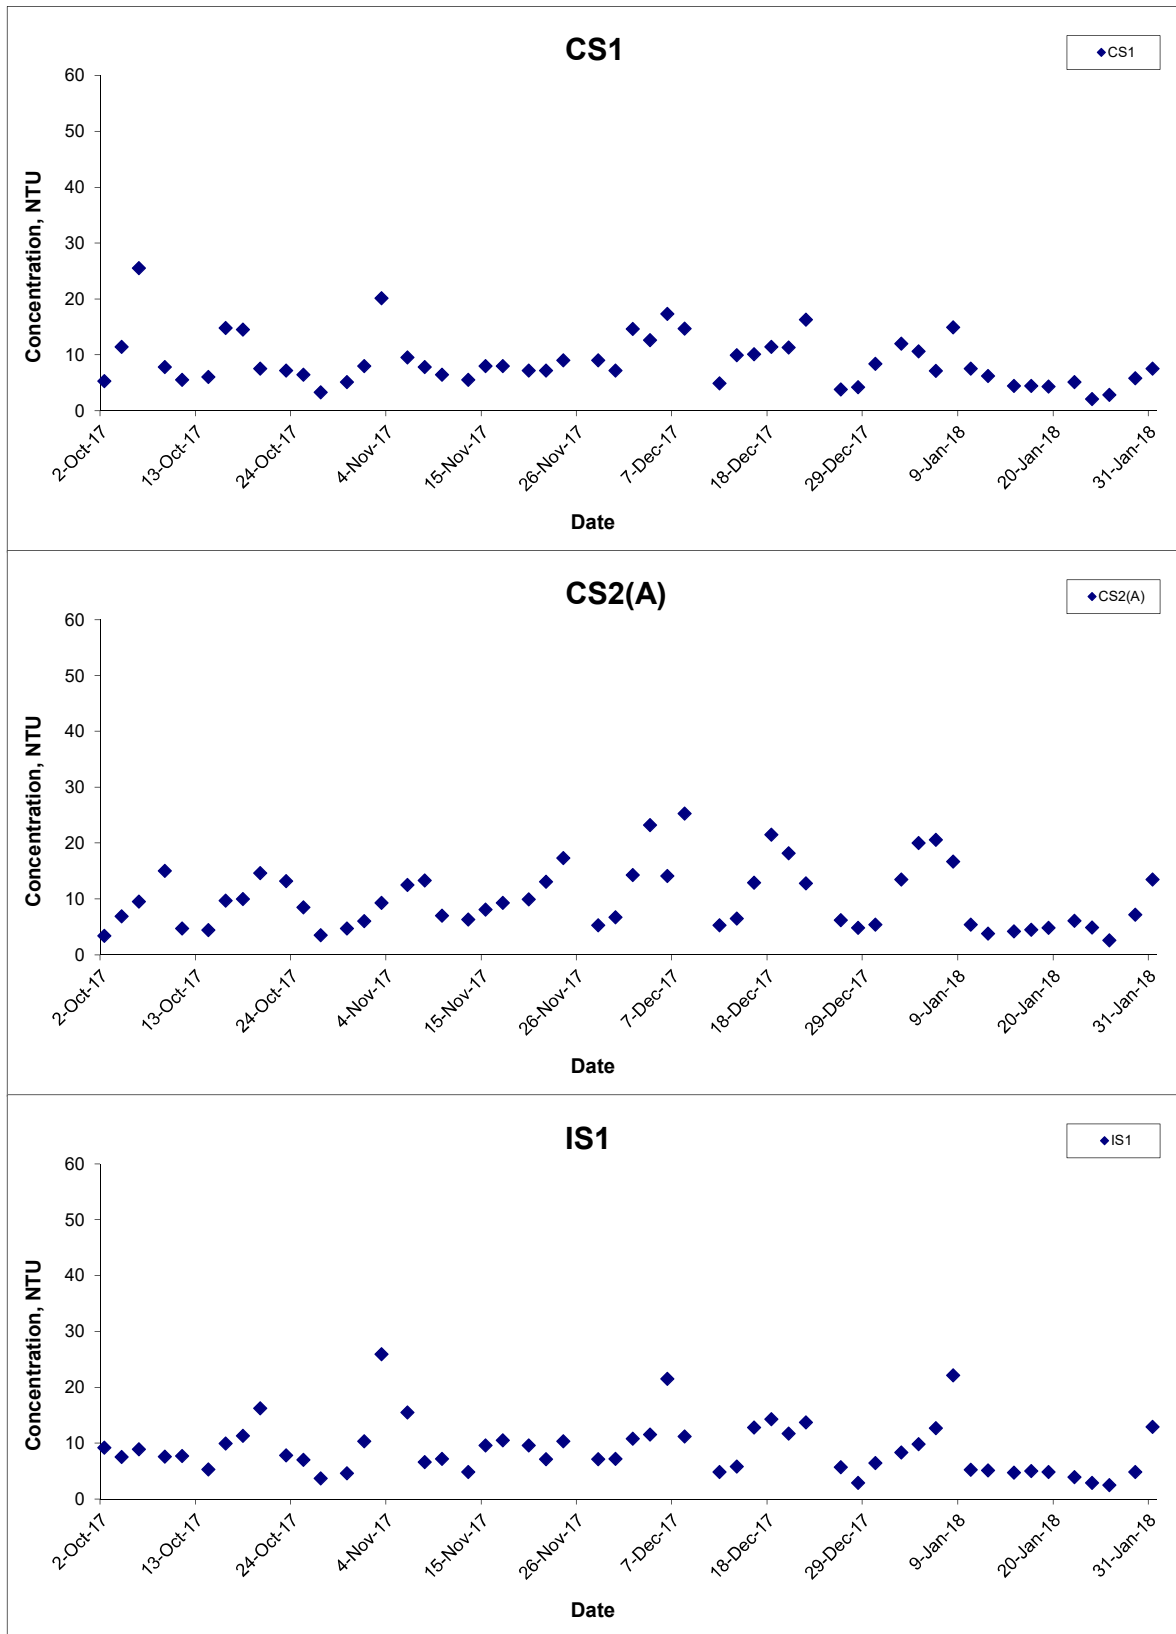 CS1
CS1
60
50
40
30
20
10
0
Concentration, NTU
2-Oct-17
13-Oct-17
24-Oct-17
4-Nov-17
15-Nov-17
26-Nov-17
7-Dec-17
18-Dec-17
29-Dec-17
9-Jan-18
20-Jan-18
31-Jan-18
Date
CS2(A)
CS2(A)
60
50
40
30
20
10
0
Concentration, NTU
2-Oct-17
13-Oct-17
24-Oct-17
4-Nov-17
15-Nov-17
26-Nov-17
7-Dec-17
18-Dec-17
29-Dec-17
9-Jan-18
20-Jan-18
31-Jan-18
Date
IS1
IS1
60
50
40
30
20
10
0
Concentration, NTU
2-Oct-17
13-Oct-17
24-Oct-17
4-Nov-17
15-Nov-17
26-Nov-17
7-Dec-17
18-Dec-17
29-Dec-17
9-Jan-18
20-Jan-18
31-Jan-18
Date